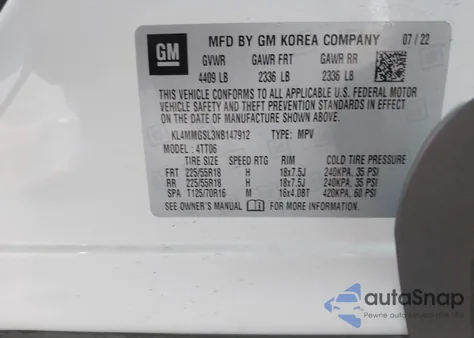 GM
MFD BY GM KOREA COMPANY 07/22
GVWR GAWR FRT GAWR RR
4409 LB 2336 LB 2336 LB
THIS VEHICLE CONFORMS TO ALL APPLICABLE U.S. FEDERAL MOTOR
VEHICLE SAFETY AND THEFT PREVENTION STANDARDS IN EFFECT
ON THE DATE OF MANUFACTURE SHOWN ABOVE.
KL4MMGSL3NB147912 TYPE: MPV
MODEL: 4TT06
TIRE SIZE SPEED RTG RIM COLD TIRE PRESSURE
FRT 225/55R18 H 18x7.5J 240KPA, 35 PSI
RR 225/55R18 H 18x7.5J 240KPA, 35 PSI
SPA T125/70R16 M 16x4.0BT 420KPA, 60 PSI
SEE OWNER'S MANUAL FOR MORE INFORMATION
autoSnap
Pewne auto